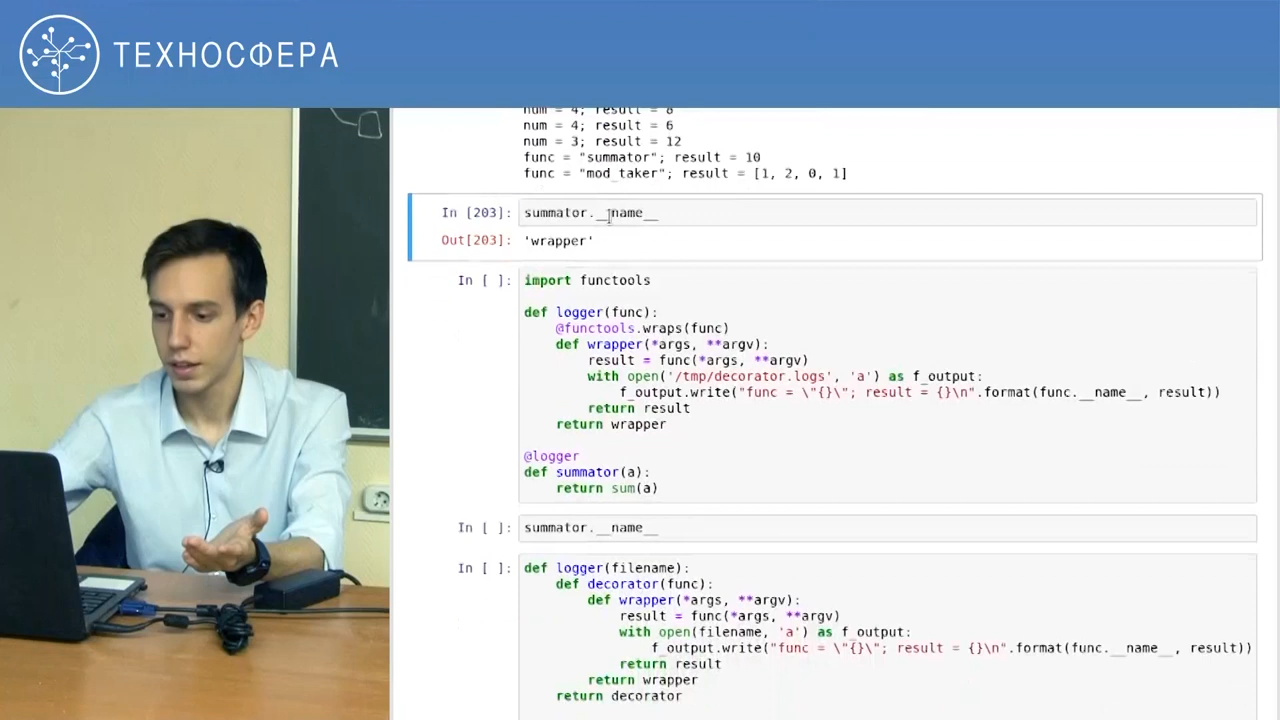 ТЕХНОСФЕРА
num = 4; result = 8
num = 4; result = 6
num = 3; result = 12
func = "summator"; result = 10
func = "mod_taker"; result = [1, 2, 0, 1]
In [203]: summator.__name__
Out[203]: 'wrapper'
In [ ]: import functools
def logger(func):
    @functools.wraps(func)
    def wrapper(*args, **argv):
        result = func(*args, **argv)
        with open('/tmp/decorator.logs', 'a') as f_output:
            f_output.write("func = \"{}\"; result = {}\n".format(func.__name__, result))
        return result
    return wrapper
@logger
def summator(a):
    return sum(a)
In [ ]: summator.__name__
In [ ]: def logger(filename):
    def decorator(func):
        def wrapper(*args, **argv):
            result = func(*args, **argv)
            with open(filename, 'a') as f_output:
                f_output.write("func = \"{}\"; result = {}\n".format(func.__name__, result))
            return result
        return wrapper
    return decorator